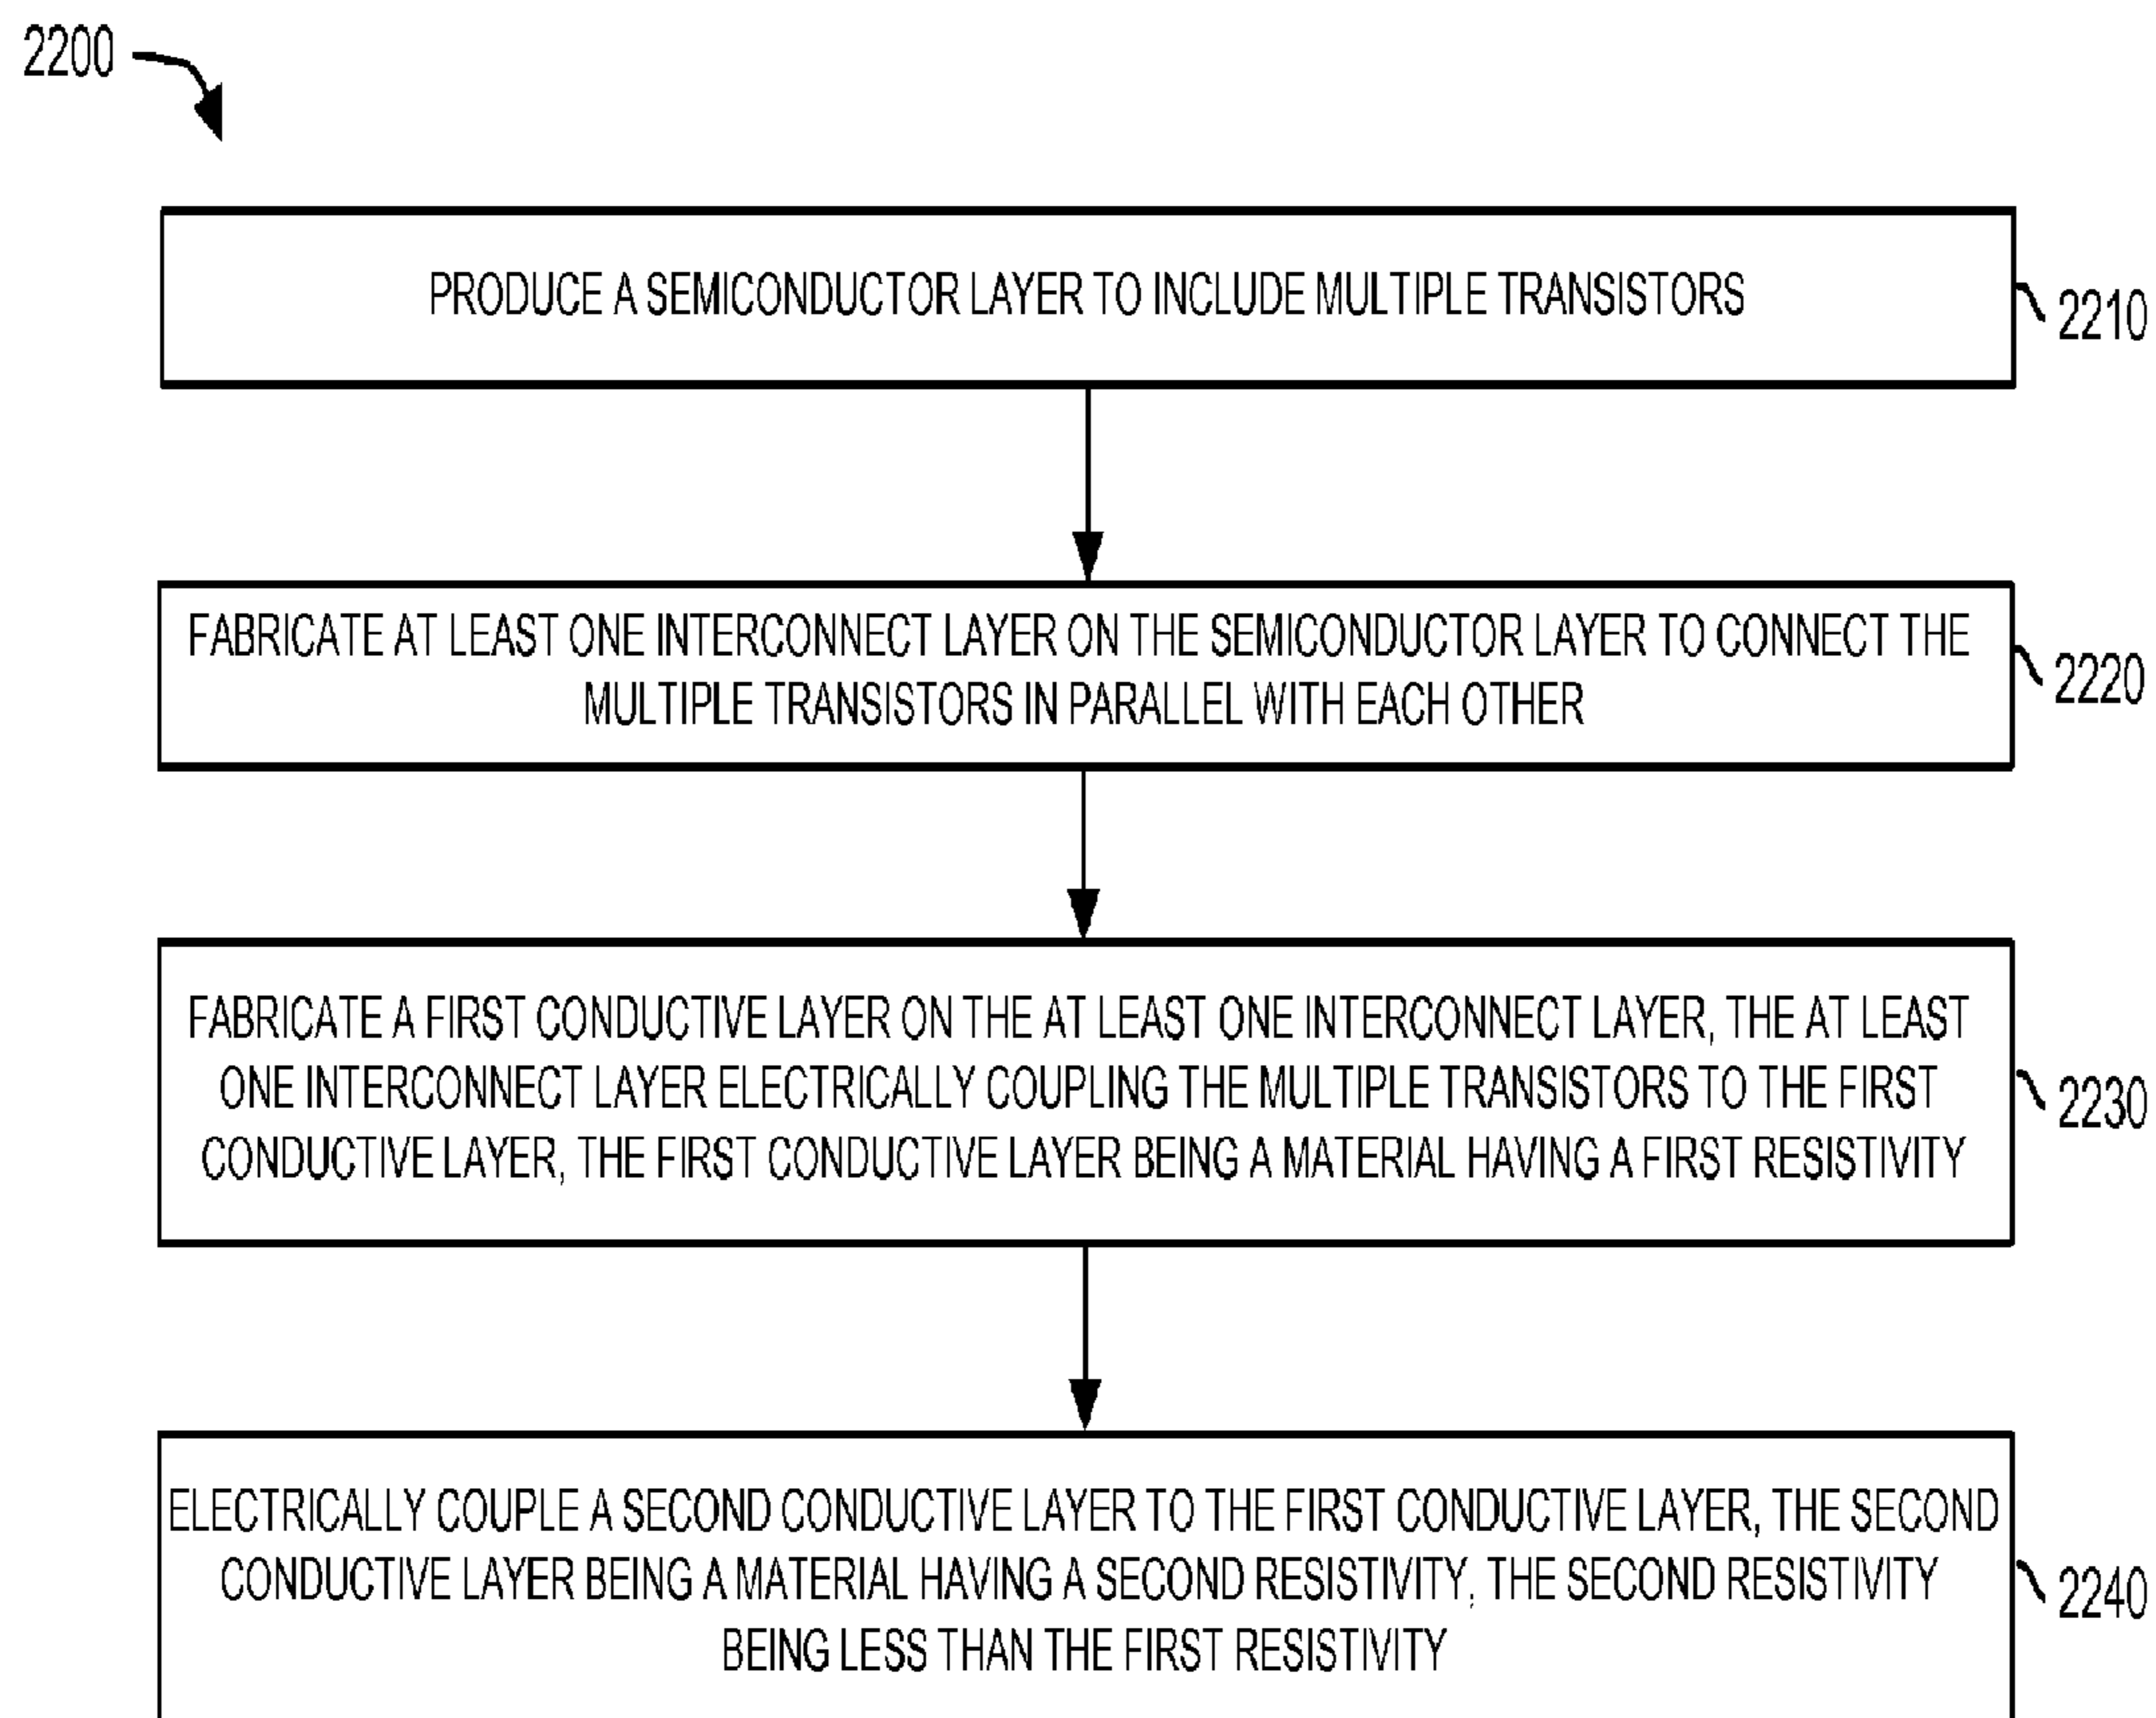 2200
PRODUCE A SEMICONDUCTOR LAYER TO INCLUDE MULTIPLE TRANSISTORS
2210
FABRICATE AT LEAST ONE INTERCONNECT LAYER ON THE SEMICONDUCTOR LAYER TO CONNECT THE
MULTIPLE TRANSISTORS IN PARALLEL WITH EACH OTHER
2220
FABRICATE A FIRST CONDUCTIVE LAYER ON THE AT LEAST ONE INTERCONNECT LAYER, THE AT LEAST
ONE INTERCONNECT LAYER ELECTRICALLY COUPLING THE MULTIPLE TRANSISTORS TO THE FIRST
CONDUCTIVE LAYER, THE FIRST CONDUCTIVE LAYER BEING A MATERIAL HAVING A FIRST RESISTIVITY
2230
ELECTRICALLY COUPLE A SECOND CONDUCTIVE LAYER TO THE FIRST CONDUCTIVE LAYER, THE SECOND
CONDUCTIVE LAYER BEING A MATERIAL HAVING A SECOND RESISTIVITY, THE SECOND RESISTIVITY
BEING LESS THAN THE FIRST RESISTIVITY
2240